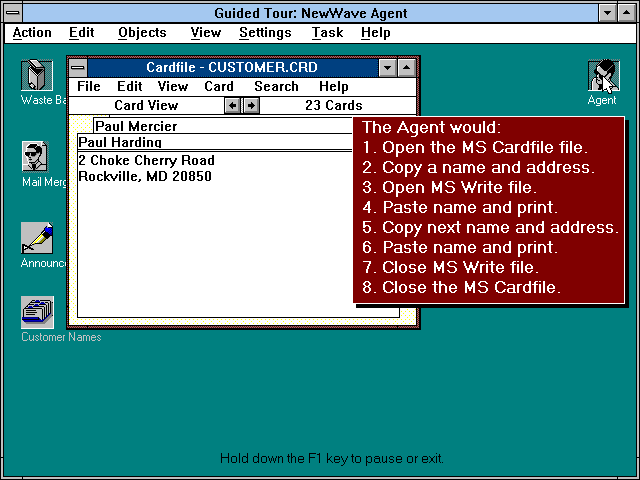 Guided Tour: NewWave Agent
Action Edit Objects View Settings Task Help
Cardfile - CUSTOMER.CRD
File Edit View Card Search Help
Card View 23 Cards
Paul Mercier
Paul Harding
2 Choke Cherry Road
Rockville, MD 20850
Waste Ba
Mail Merg
Announc
Customer Names
Agent
The Agent would:
1. Open the MS Cardfile file.
2. Copy a name and address.
3. Open MS Write file.
4. Paste name and print.
5. Copy next name and address.
6. Paste name and print.
7. Close MS Write file.
8. Close the MS Cardfile.
Hold down the F1 key to pause or exit.